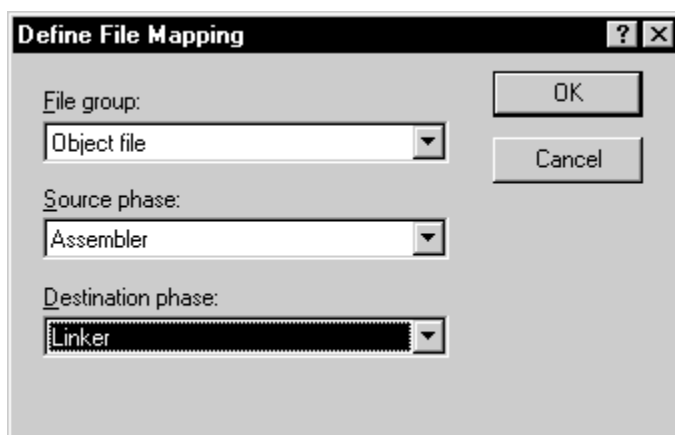 Define File Mapping
File group:
Object file
Source phase:
Assembler
Destination phase:
Linker
OK
Cancel